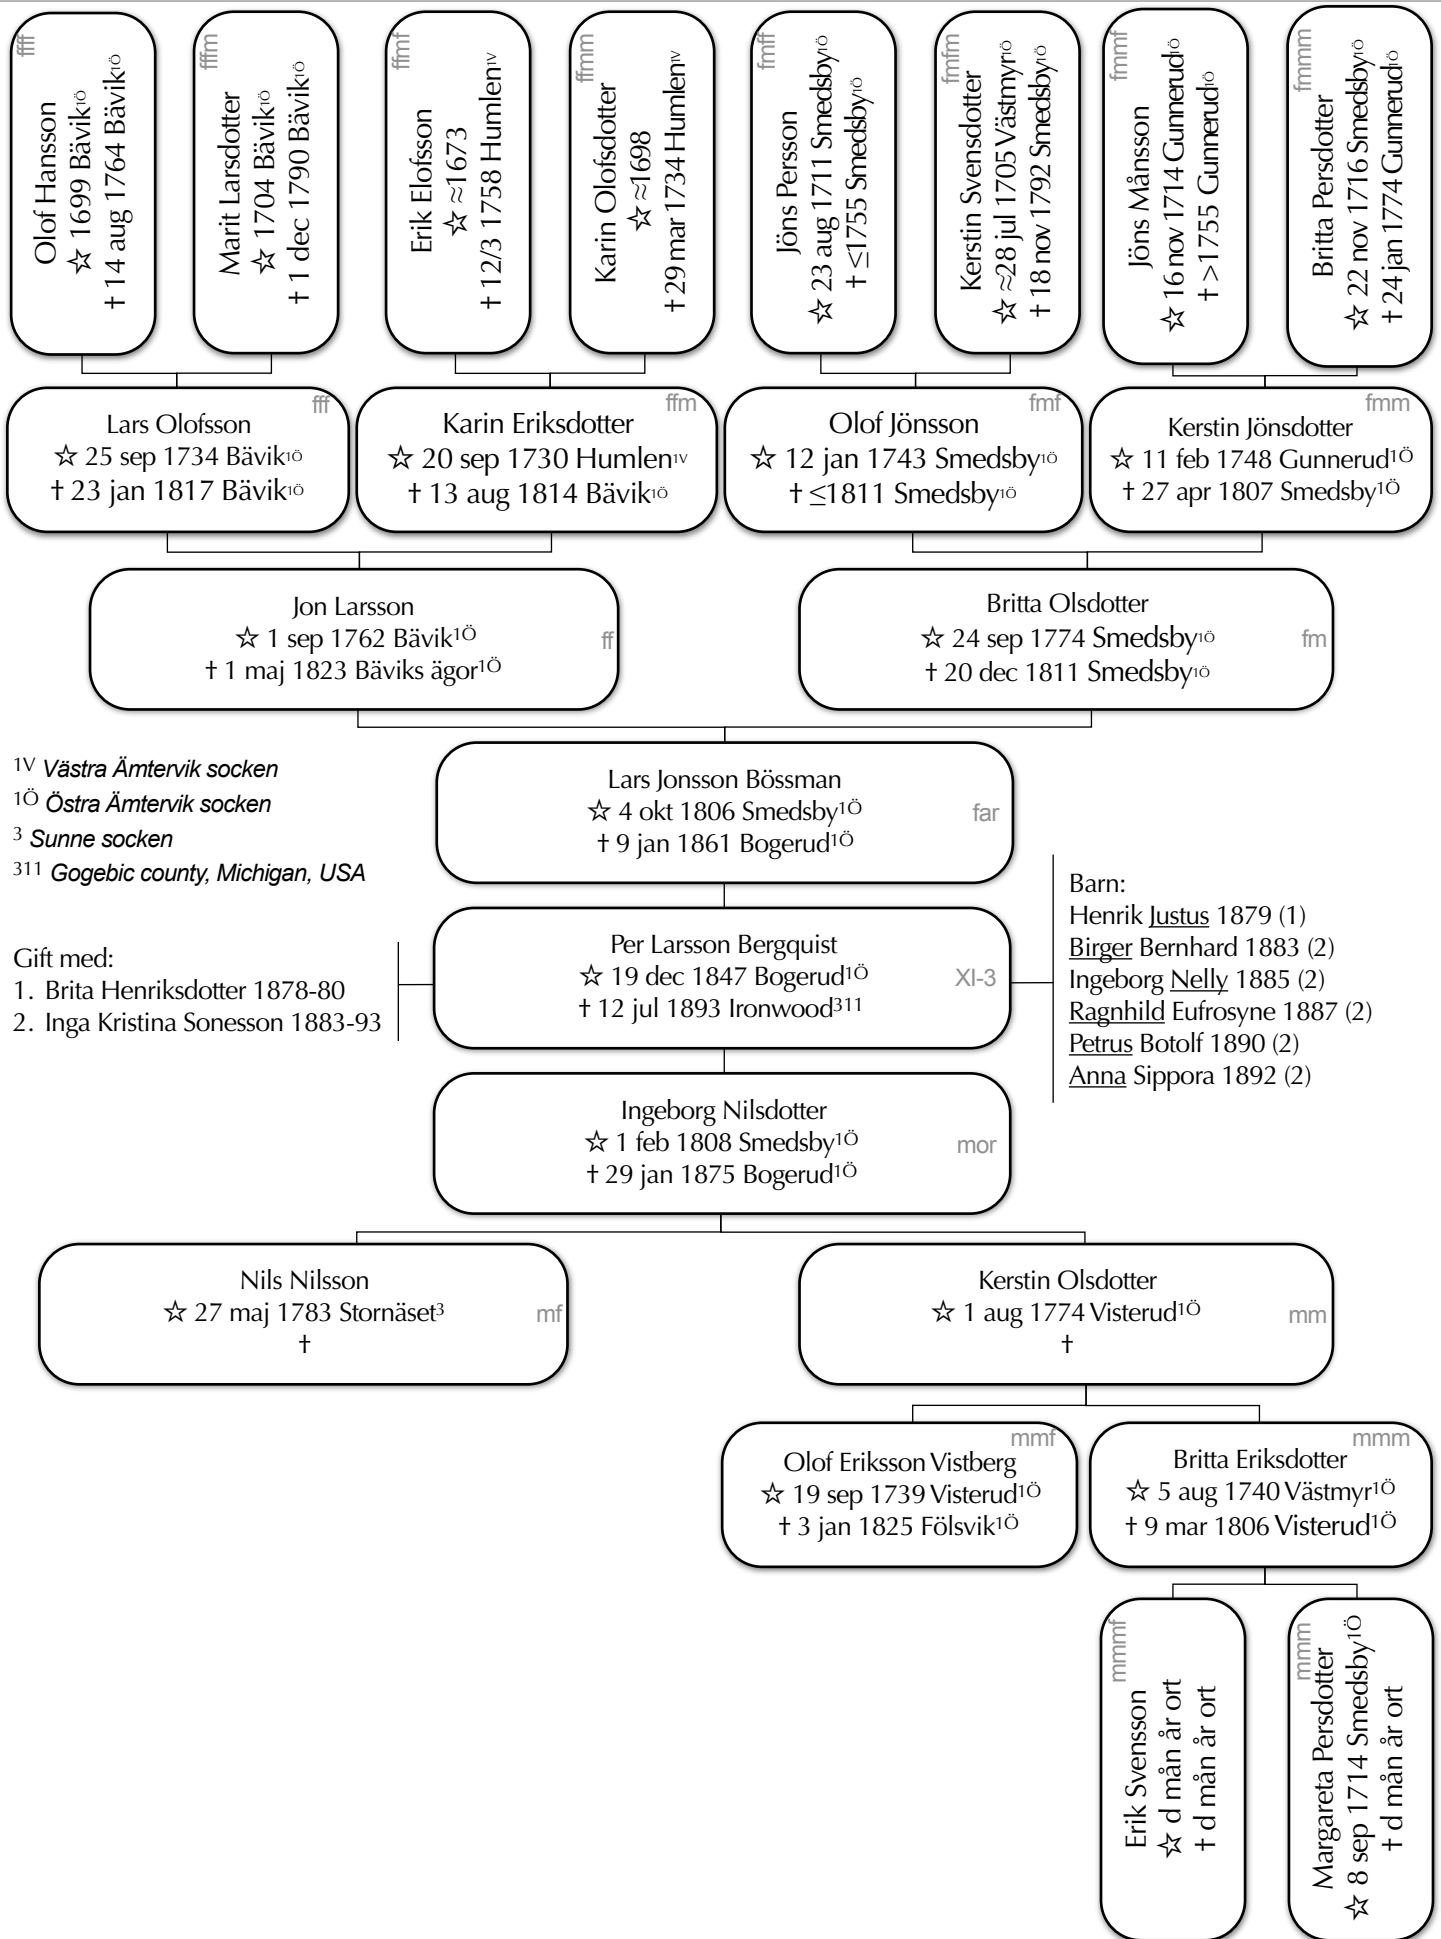 ffff
Olof Hansson
☆ 1699 Bävik1Ö
† 14 aug 1764 Bävik1Ö
fffm
Marit Larsdotter
☆ 1704 Bävik1Ö
† 1 dec 1790 Bävik1Ö
ffmf
Erik Elofsson
☆ ≈1673
† 12/3 1758 Humlen1V
ffmm
Karin Olofsdotter
☆ ≈1698
† 29 mar 1734 Humlen1V
fmff
Jöns Persson
☆ 23 aug 1711 Smedsby1Ö
† ≤1755 Smedsby1Ö
fmfm
Kerstin Svensdotter
☆ ≈28 jul 1705 Västmyr1Ö
† 18 nov 1792 Smedsby1Ö
fmmf
Jöns Månsson
☆ 16 nov 1714 Gunnerud1Ö
† >1755 Gunnerud1Ö
fmmm
Britta Persdotter
☆ 22 nov 1716 Smedsby1Ö
† 24 jan 1774 Gunnerud1Ö
fff
Lars Olofsson
☆ 25 sep 1734 Bävik1Ö
† 23 jan 1817 Bävik1Ö
ffm
Karin Eriksdotter
☆ 20 sep 1730 Humlen1V
† 13 aug 1814 Bävik1Ö
fmf
Olof Jönsson
☆ 12 jan 1743 Smedsby1Ö
† ≤1811 Smedsby1Ö
fmm
Kerstin Jönsdotter
☆ 11 feb 1748 Gunnerud1Ö
† 27 apr 1807 Smedsby1Ö
Jon Larsson
☆ 1 sep 1762 Bävik1Ö
† 1 maj 1823 Bäviks ägor1Ö
ff
Britta Olsdotter
☆ 24 sep 1774 Smedsby1Ö
† 20 dec 1811 Smedsby1Ö
fm
1V Västra Ämtervik socken
1Ö Östra Ämtervik socken
3 Sunne socken
311 Gogebic county, Michigan, USA
Lars Jonsson Bössman
☆ 4 okt 1806 Smedsby1Ö
† 9 jan 1861 Bogerud1Ö
far
Gift med:
1. Brita Henriksdotter 1878-80
2. Inga Kristina Sonesson 1883-93
Per Larsson Bergquist
☆ 19 dec 1847 Bogerud1Ö
† 12 jul 1893 Ironwood311
XI-3
Barn:
Henrik Justus 1879 (1)
Birger Bernhard 1883 (2)
Ingeborg Nelly 1885 (2)
Ragnhild Eufrosyne 1887 (2)
Petrus Botolf 1890 (2)
Anna Sippora 1892 (2)
Ingeborg Nilsdotter
☆ 1 feb 1808 Smedsby1Ö
† 29 jan 1875 Bogerud1Ö
mor
Nils Nilsson
☆ 27 maj 1783 Stornäset3
†
mf
Kerstin Olsdotter
☆ 1 aug 1774 Visterud1Ö
†
mm
mmf
Olof Eriksson Vistberg
☆ 19 sep 1739 Visterud1Ö
† 3 jan 1825 Fölsvik1Ö
mmm
Britta Eriksdotter
☆ 5 aug 1740 Västmyr1Ö
† 9 mar 1806 Visterud1Ö
mmmf
Erik Svensson
☆ d mån år ort
† d mån år ort
mmm
Margareta Persdotter
☆ 8 sep 1714 Smedsby1Ö
† d mån år ort